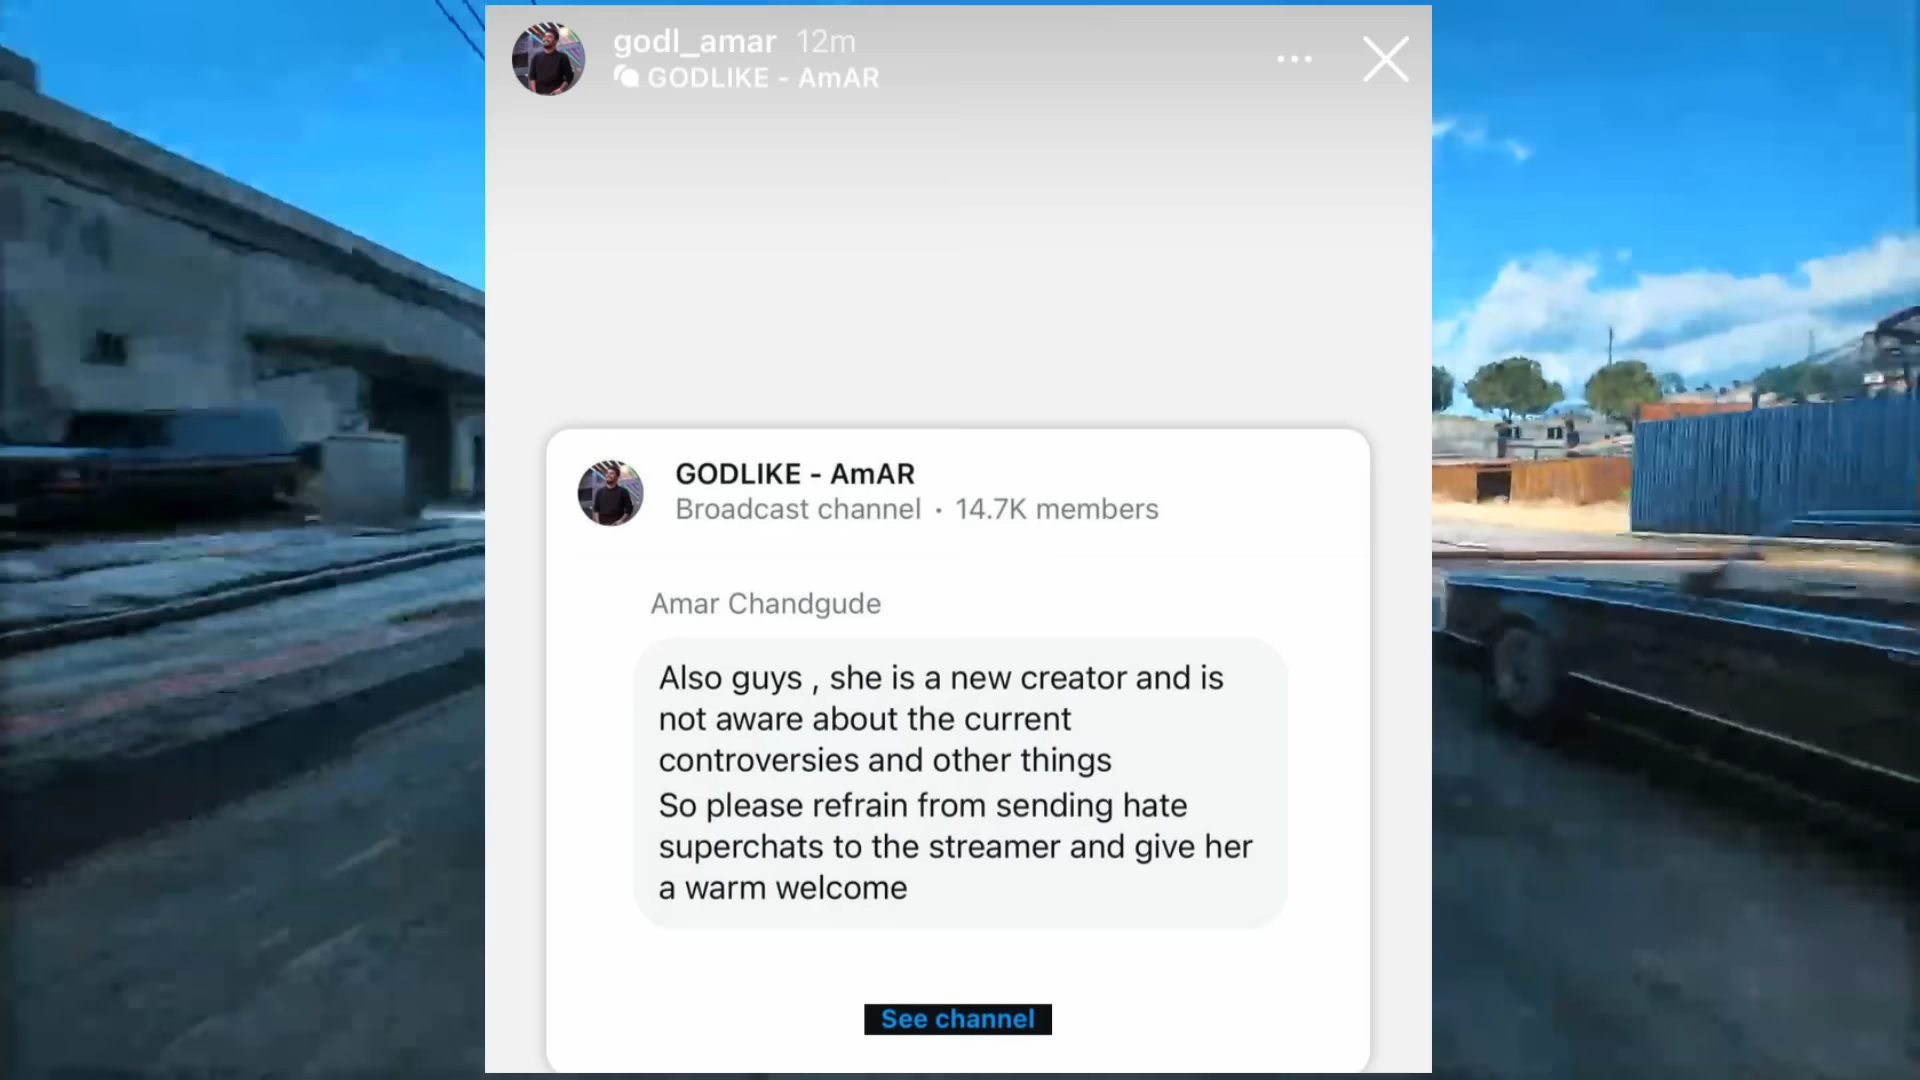 godl_amar 12m
GODLIKE - AmAR
GODLIKE - AmAR
Broadcast channel • 14.7K members
Amar Chandgude
Also guys , she is a new creator and is
not aware about the current
controversies and other things
So please refrain from sending hate
superchats to the streamer and give her
a warm welcome
See channel